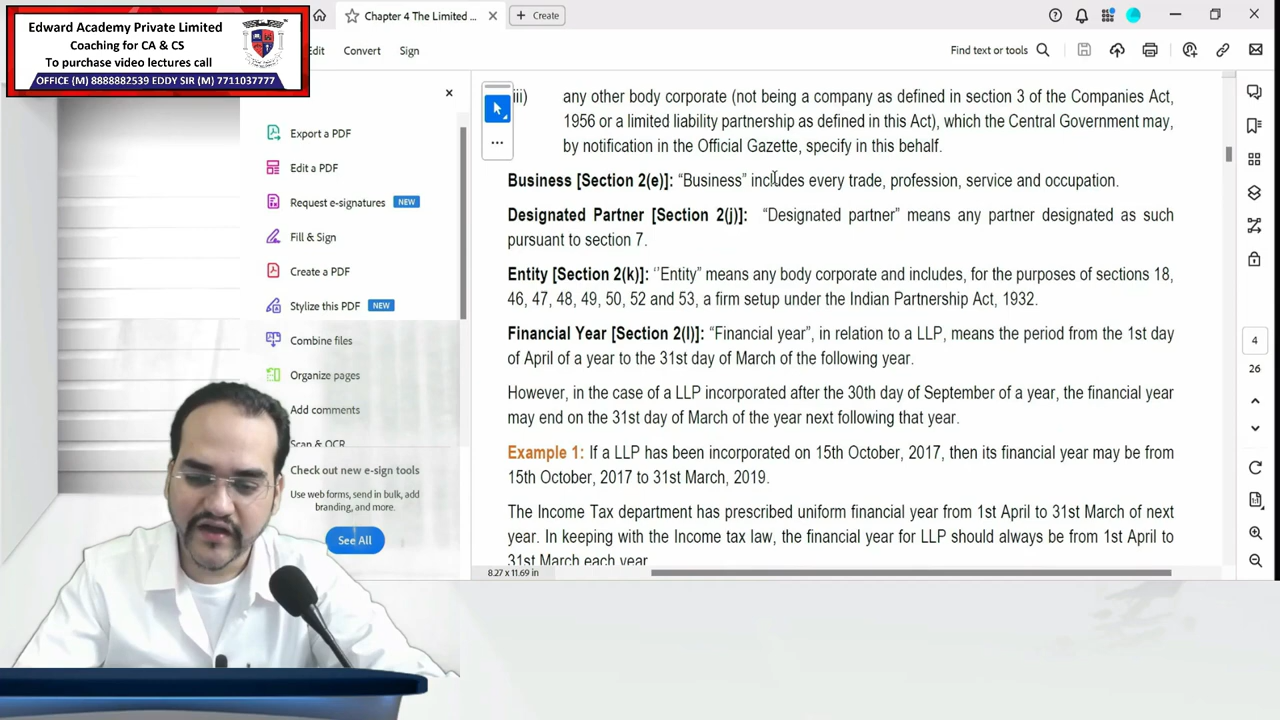 Edward Academy Private Limited
Coaching for CA & CS
To purchase video lectures call
OFFICE (M) 8888882539 EDDY SIR (M) 7711037777
Chapter 4 The Limited ...
Create
Convert
Sign
Find text or tools
Export a PDF
Edit a PDF
Request e-signatures NEW
Fill & Sign
Create a PDF
Stylize this PDF NEW
Combine files
Organize pages
Add comments
Scan & OCR
Check out new e-sign tools
Use web forms, send in bulk, add
branding, and more.
See All
iii) any other body corporate (not being a company as defined in section 3 of the Companies Act,
1956 or a limited liability partnership as defined in this Act), which the Central Government may,
by notification in the Official Gazette, specify in this behalf.
Business [Section 2(e)]: “Business” includes every trade, profession, service and occupation.
Designated Partner [Section 2(j)]: “Designated partner” means any partner designated as such
pursuant to section 7.
Entity [Section 2(k)]: ‘’Entity” means any body corporate and includes, for the purposes of sections 18,
46, 47, 48, 49, 50, 52 and 53, a firm setup under the Indian Partnership Act, 1932.
Financial Year [Section 2(l)]: “Financial year”, in relation to a LLP, means the period from the 1st day
of April of a year to the 31st day of March of the following year.
However, in the case of a LLP incorporated after the 30th day of September of a year, the financial year
may end on the 31st day of March of the year next following that year.
Example 1: If a LLP has been incorporated on 15th October, 2017, then its financial year may be from
15th October, 2017 to 31st March, 2019.
The Income Tax department has prescribed uniform financial year from 1st April to 31st March of next
year. In keeping with the Income tax law, the financial year for LLP should always be from 1st April to
31st March each year
8.27 x 11.69 in
4
26